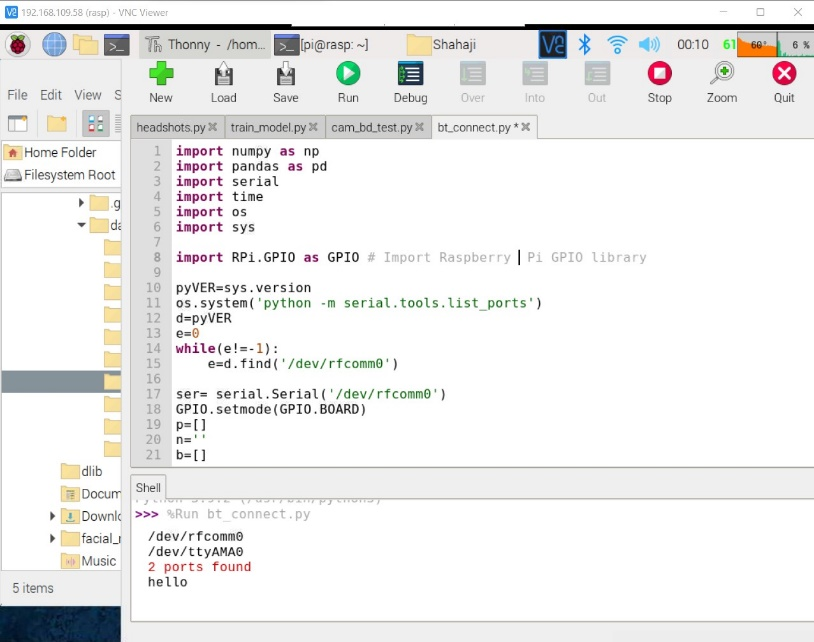 192.168.109.58 (rasp) - VNC Viewer
Thonny - /hom...
[pi@rasp: ~]
Shahaji
00:10
61
60°
6 %
File Edit View S
New Load Save Run Debug Over Into Out Stop Zoom Quit
headshots.py train_model.py cam_bd_test.py bt_connect.py *
Home Folder
Filesystem Root
.g
da
dlib
Docum
Downlo
facial_r
Music
5 items
1 import numpy as np
2 import pandas as pd
3 import serial
4 import time
5 import os
6 import sys
7
8 import RPi.GPIO as GPIO # Import Raspberry Pi GPIO library
9
10 pyVER=sys.version
11 os.system('python -m serial.tools.list_ports')
12 d=pyVER
13 e=0
14 while(e!=-1):
15     e=d.find('/dev/rfcomm0')
16
17 ser= serial.Serial('/dev/rfcomm0')
18 GPIO.setmode(GPIO.BOARD)
19 p=[]
20 n=''
21 b=[]
Shell
>>> %Run bt_connect.py
/dev/rfcomm0
/dev/ttyAMA0
2 ports found
hello